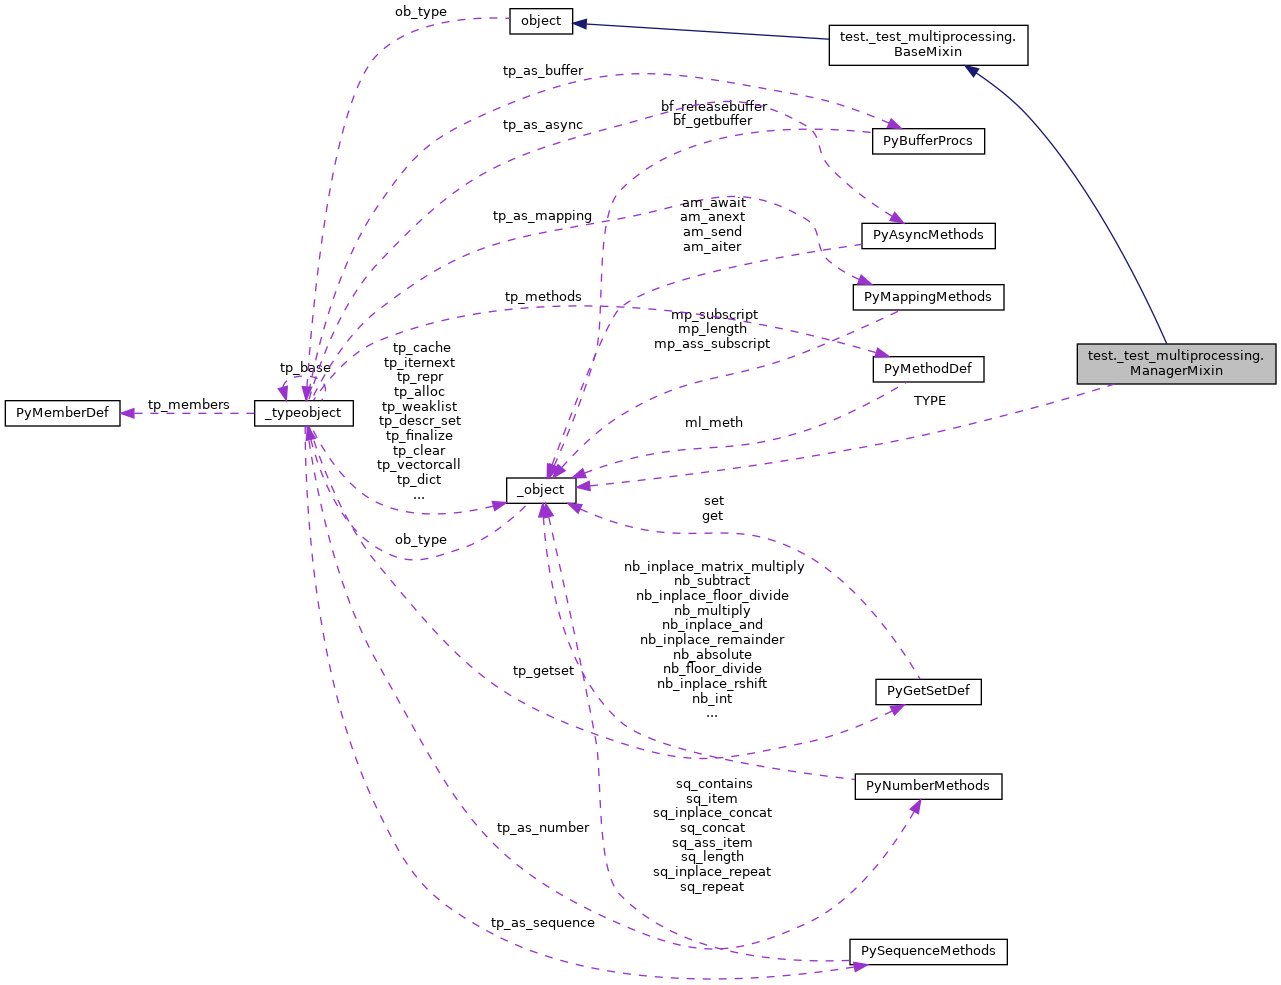 ob_type
object
test._test_multiprocessing.
BaseMixin
tp_as_buffer
bf_releasebuffer
bf_getbuffer
tp_as_async
PyBufferProcs
am_await
am_anext
am_send
am_aiter
tp_as_mapping
PyAsyncMethods
tp_methods
PyMappingMethods
mp_subscript
mp_length
mp_ass_subscript
test._test_multiprocessing.
ManagerMixin
tp_base
tp_cache
tp_iternext
tp_repr
tp_alloc
tp_weaklist
tp_descr_set
tp_finalize
tp_clear
tp_vectorcall
tp_dict
...
PyMethodDef
TYPE
PyMemberDef
tp_members
_typeobject
ml_meth
_object
set
get
ob_type
nb_inplace_matrix_multiply
nb_subtract
nb_inplace_floor_divide
nb_multiply
nb_inplace_and
nb_inplace_remainder
nb_absolute
nb_floor_divide
nb_inplace_rshift
nb_int
...
tp_getset
PyGetSetDef
PyNumberMethods
sq_contains
sq_item
sq_inplace_concat
sq_concat
sq_ass_item
sq_length
sq_inplace_repeat
sq_repeat
tp_as_number
tp_as_sequence
PySequenceMethods